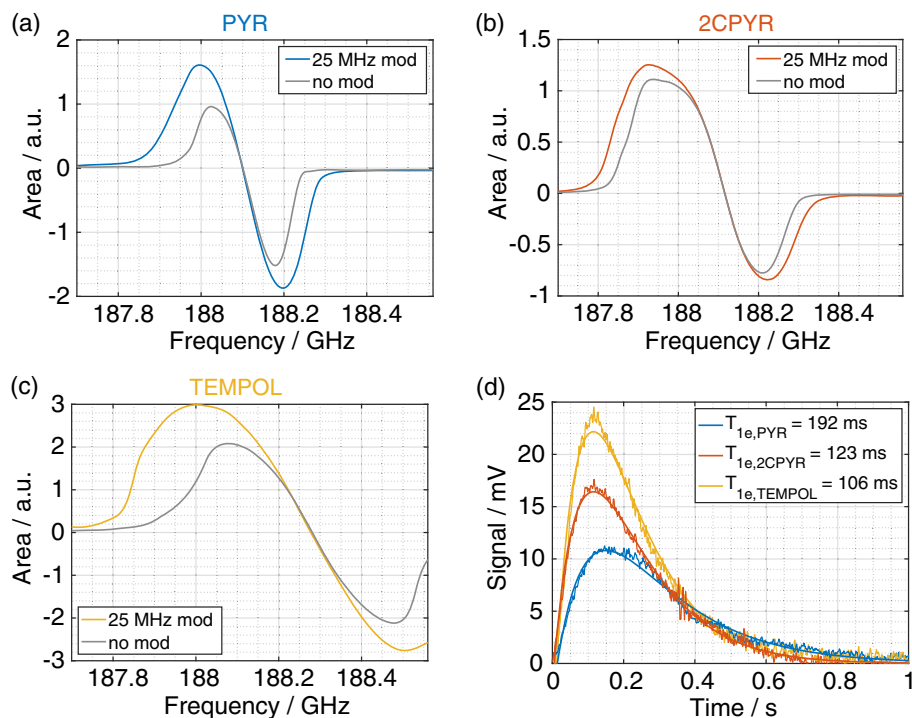 (a)
PYR
25 MHz mod
no mod
2
1
0
-1
-2
Area / a.u.
187.8
188
188.2
188.4
Frequency / GHz
(b)
2CPYR
25 MHz mod
no mod
1.5
1
0.5
0
-0.5
-1
Area / a.u.
187.8
188
188.2
188.4
Frequency / GHz
(c)
TEMPOL
3
2
1
0
-1
-2
-3
Area / a.u.
25 MHz mod
no mod
187.8
188
188.2
188.4
Frequency / GHz
(d)
T1e,PYR = 192 ms
T1e,2CPYR = 123 ms
T1e,TEMPOL = 106 ms
25
20
15
10
5
0
Signal / mV
0
0.2
0.4
0.6
0.8
1
Time / s